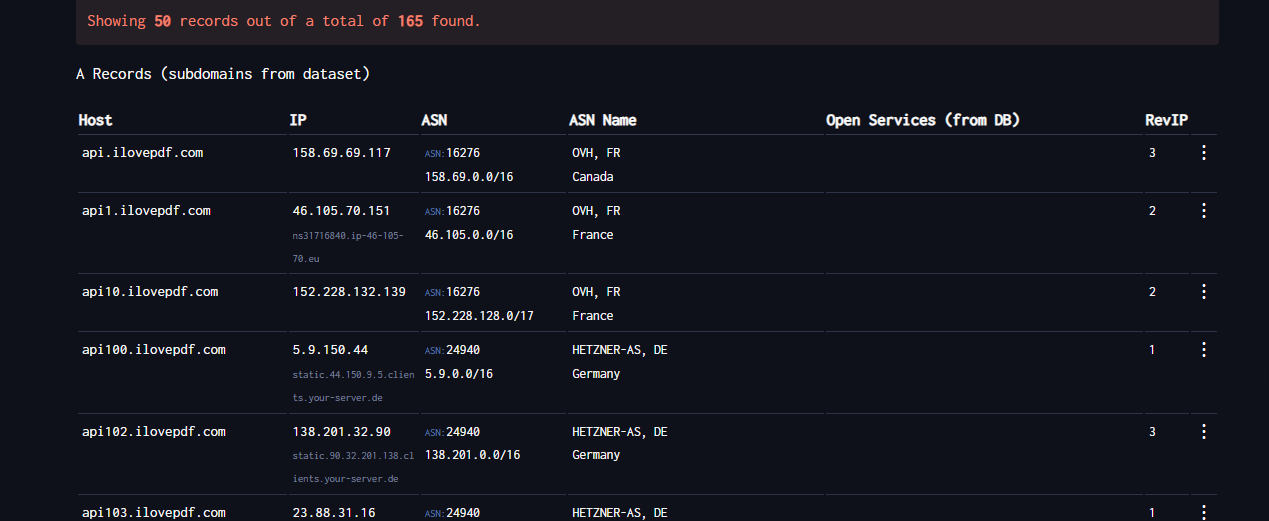 Showing 50 records out of a total of 165 found.
A Records (subdomains from dataset)
Host IP ASN ASN Name Open Services (from DB) RevIP
api.ilovepdf.com 158.69.69.117 ASN:16276 OVH, FR 3
158.69.0.0/16 Canada
api1.ilovepdf.com 46.105.70.151 ASN:16276 OVH, FR 2
ns31716840.ip-46-105- 46.105.0.0/16 France
70.eu
api10.ilovepdf.com 152.228.132.139 ASN:16276 OVH, FR 2
152.228.128.0/17 France
api100.ilovepdf.com 5.9.150.44 ASN:24940 HETZNER-AS, DE 1
static.44.150.9.5.clien 5.9.0.0/16 Germany
ts.your-server.de
api102.ilovepdf.com 138.201.32.90 ASN:24940 HETZNER-AS, DE 3
static.90.32.201.138.cl 138.201.0.0/16 Germany
ients.your-server.de
api103.ilovepdf.com 23.88.31.16 ASN:24940 HETZNER-AS, DE 1